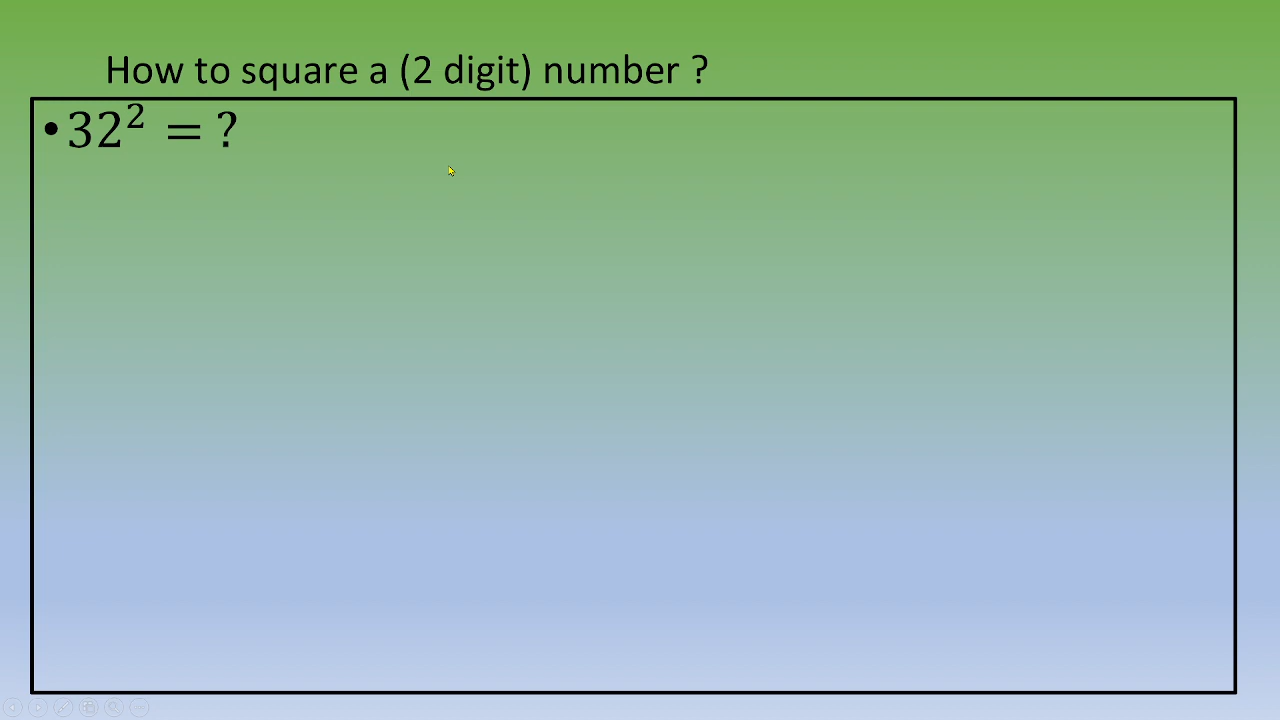 How to square a (2 digit) number ?
• 32² = ?